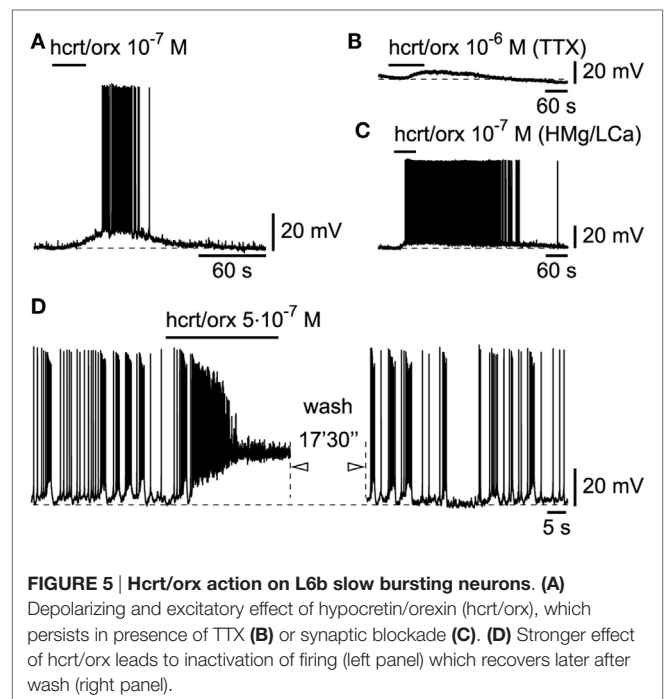 A
hcrt/orx 10⁻⁷ M
20 mV
60 s
B
hcrt/orx 10⁻⁶ M (TTX)
20 mV
60 s
C
hcrt/orx 10⁻⁷ M (HMg/LCa)
20 mV
60 s
D
hcrt/orx 5·10⁻⁷ M
wash
17'30"
20 mV
5 s
FIGURE 5 | Hcrt/orx action on L6b slow bursting neurons. (A)
Depolarizing and excitatory effect of hypocretin/orexin (hcrt/orx), which
persists in presence of TTX (B) or synaptic blockade (C). (D) Stronger effect
of hcrt/orx leads to inactivation of firing (left panel) which recovers later after
wash (right panel).